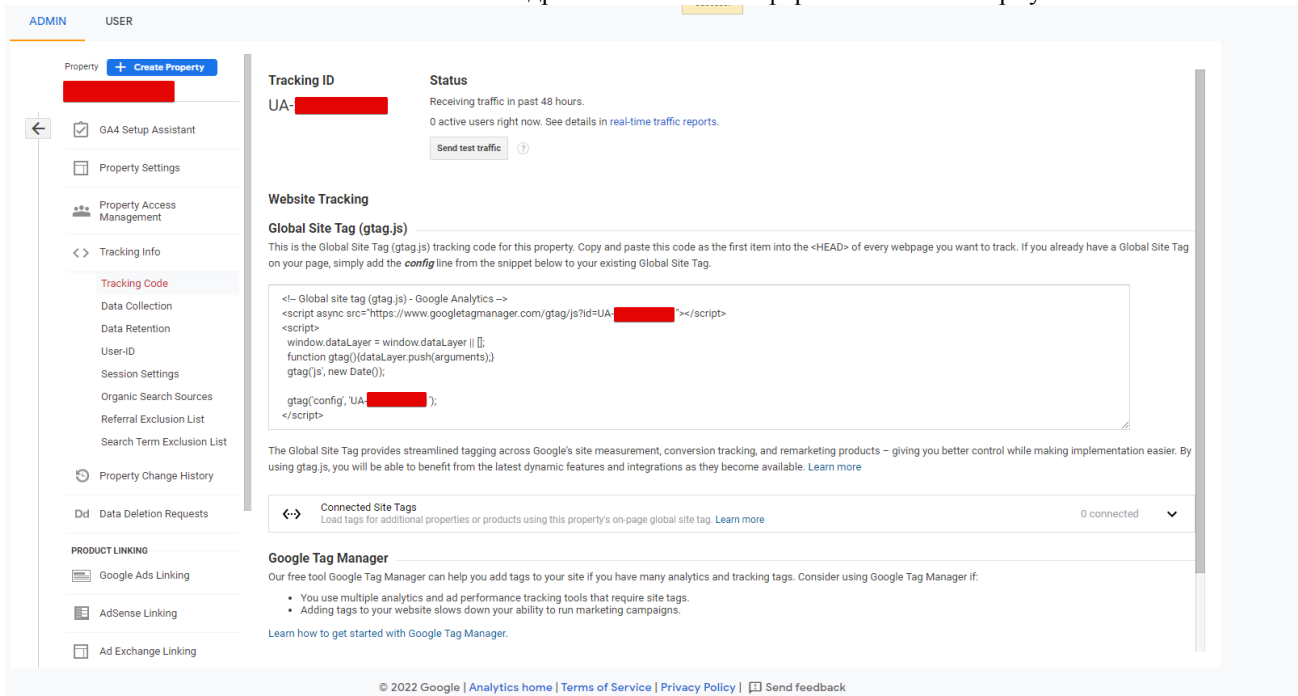 ADMIN USER
Property + Create Property
GA4 Setup Assistant
Property Settings
Property Access
Management
Tracking Info
Tracking Code
Data Collection
Data Retention
User-ID
Session Settings
Organic Search Sources
Referral Exclusion List
Search Term Exclusion List
Property Change History
Dd Data Deletion Requests
PRODUCT LINKING
Google Ads Linking
AdSense Linking
Ad Exchange Linking
Tracking ID
UA-
Status
Receiving traffic in past 48 hours.
0 active users right now. See details in real-time traffic reports.
Send test traffic ?
Website Tracking
Global Site Tag (gtag.js)
This is the Global Site Tag (gtag.js) tracking code for this property. Copy and paste this code as the first item into the <HEAD> of every webpage you want to track. If you already have a Global Site Tag
on your page, simply add the config line from the snippet below to your existing Global Site Tag.
<!-- Global site tag (gtag.js) - Google Analytics -->
<script async src="https://www.googletagmanager.com/gtag/js?id=UA- "></script>
<script>
window.dataLayer = window.dataLayer || [];
function gtag(){dataLayer.push(arguments);}
gtag('js', new Date());
gtag('config', 'UA- ');
</script>
The Global Site Tag provides streamlined tagging across Google's site measurement, conversion tracking, and remarketing products – giving you better control while making implementation easier. By
using gtag.js, you will be able to benefit from the latest dynamic features and integrations as they become available. Learn more
Connected Site Tags
Load tags for additional properties or products using this property's on-page global site tag. Learn more
0 connected
Google Tag Manager
Our free tool Google Tag Manager can help you add tags to your site if you have many analytics and tracking tags. Consider using Google Tag Manager if:
• You use multiple analytics and ad performance tracking tools that require site tags.
• Adding tags to your website slows down your ability to run marketing campaigns.
Learn how to get started with Google Tag Manager.
© 2022 Google | Analytics home | Terms of Service | Privacy Policy | Send feedback